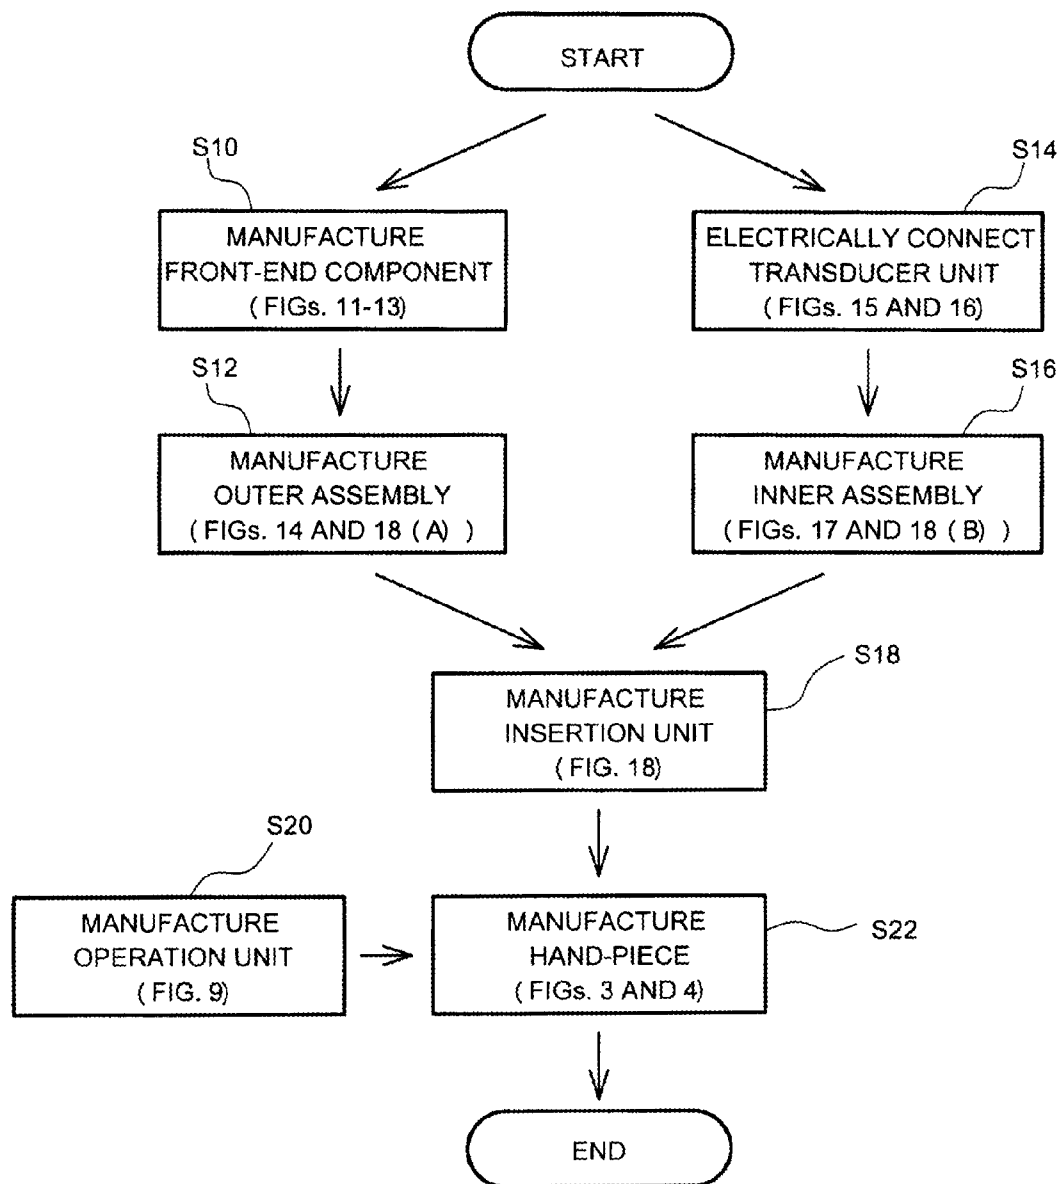 START
S10
MANUFACTURE
FRONT-END COMPONENT
( FIGs. 11-13)
S14
ELECTRICALLY CONNECT
TRANSDUCER UNIT
( FIGs. 15 AND 16)
S12
MANUFACTURE
OUTER ASSEMBLY
( FIGs. 14 AND 18 ( A) )
S16
MANUFACTURE
INNER ASSEMBLY
( FIGs. 17 AND 18 ( B) )
S18
MANUFACTURE
INSERTION UNIT
( FIG. 18)
S20
MANUFACTURE
OPERATION UNIT
( FIG. 9)
S22
MANUFACTURE
HAND-PIECE
( FIGs. 3 AND 4)
END